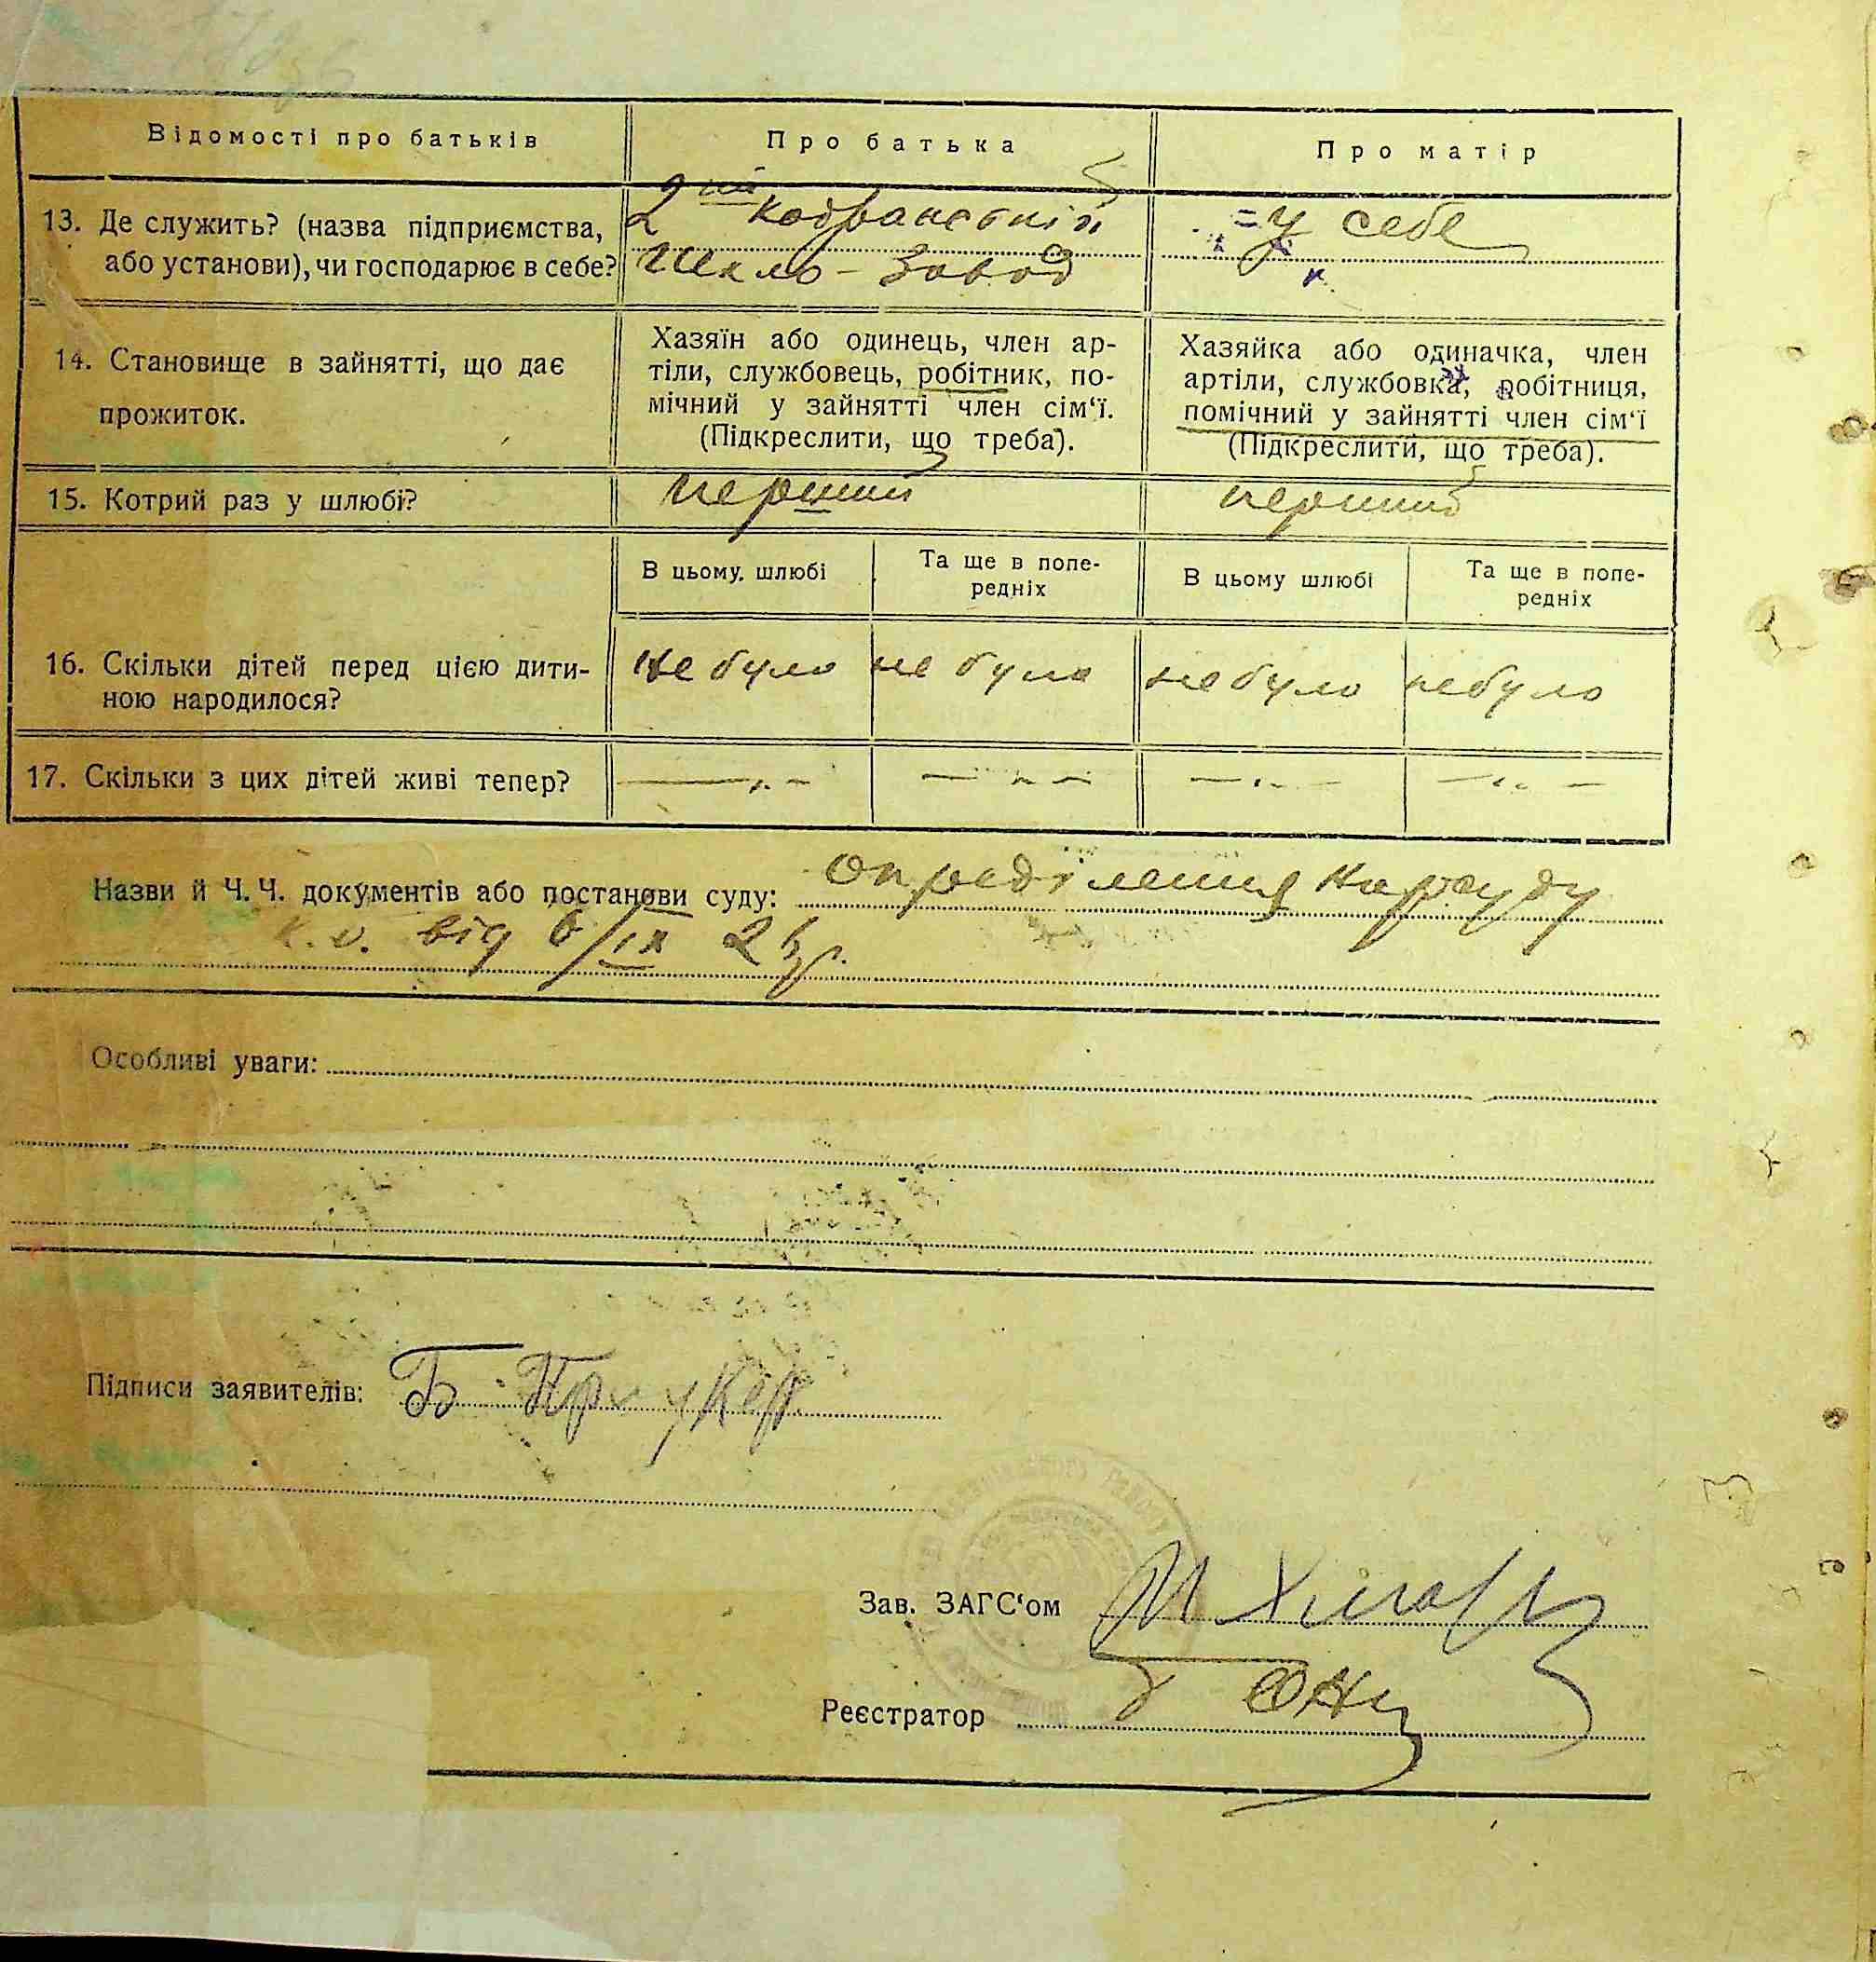 Відомості про батьків
Про батька
Про матір
13. Де служить? (назва підприємства,
або установи), чи господарює в себе?
2
Шкло-завод
у себе
14. Становище в зайнятті, що дає
прожиток.
Хазяїн або одинець, член ар-
тіли, службовець, робітник, по-
мічний у зайнятті член сім'ї.
(Підкреслити, що треба).
Хазяйка або одиначка, член
артіли, службовка, робітниця,
помічний у зайнятті член сім'ї
(Підкреслити, що треба).
15. Котрий раз у шлюбі?
перший
перший
В цьому шлюбі
Та ще в попе-
редніх
В цьому шлюбі
Та ще в попе-
редніх
16. Скільки дітей перед цією дити-
ною народилося?
не було
не було
не було
не було
17. Скільки з цих дітей живі тепер?
Назви й Ч.Ч. документів або постанови суду: Нарсуду
від 6/IX
Особливі уваги:
Підписи заявителів: Б
Зав. ЗАГС'ом
Реєстратор